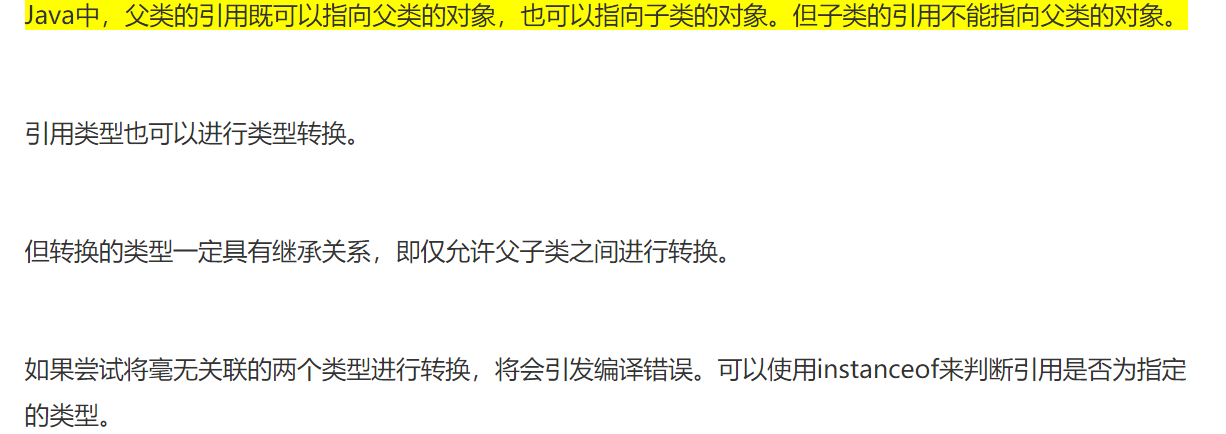 Java中，父类的引用既可以指向父类的对象，也可以指向子类的对象。但子类的引用不能指向父类的对象。
引用类型也可以进行类型转换。
但转换的类型一定具有继承关系，即仅允许父子类之间进行转换。
如果尝试将毫无关联的两个类型进行转换，将会引发编译错误。可以使用instanceof来判断引用是否为指定
的类型。